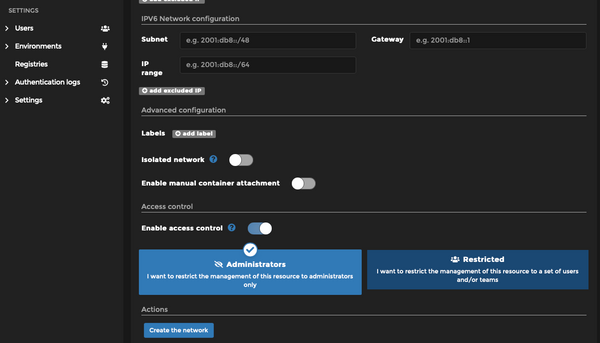 SETTINGS
Users
Environments
Registries
Authentication logs
Settings
add excluded IP
IPV6 Network configuration
Subnet
e.g. 2001:db8::/48
Gateway
e.g. 2001:db8::1
IP range
e.g. 2001:db8::/64
add excluded IP
Advanced configuration
Labels
add label
Isolated network
Enable manual container attachment
Access control
Enable access control
Administrators
I want to restrict the management of this resource to administrators
only
Restricted
I want to restrict the management of this resource to a set of users
and/or teams
Actions
Create the network